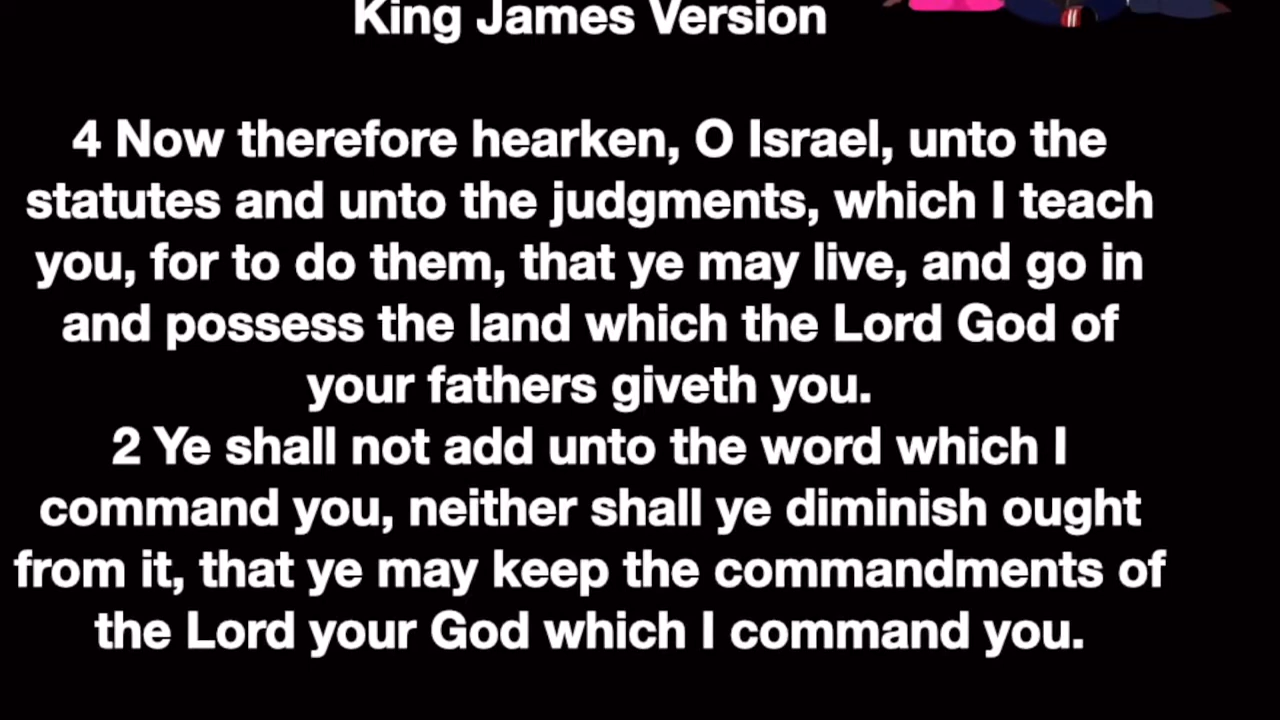 King James Version
4 Now therefore hearken, O Israel, unto the
statutes and unto the judgments, which I teach
you, for to do them, that ye may live, and go in
and possess the land which the Lord God of
your fathers giveth you.
2 Ye shall not add unto the word which I
command you, neither shall ye diminish ought
from it, that ye may keep the commandments of
the Lord your God which I command you.